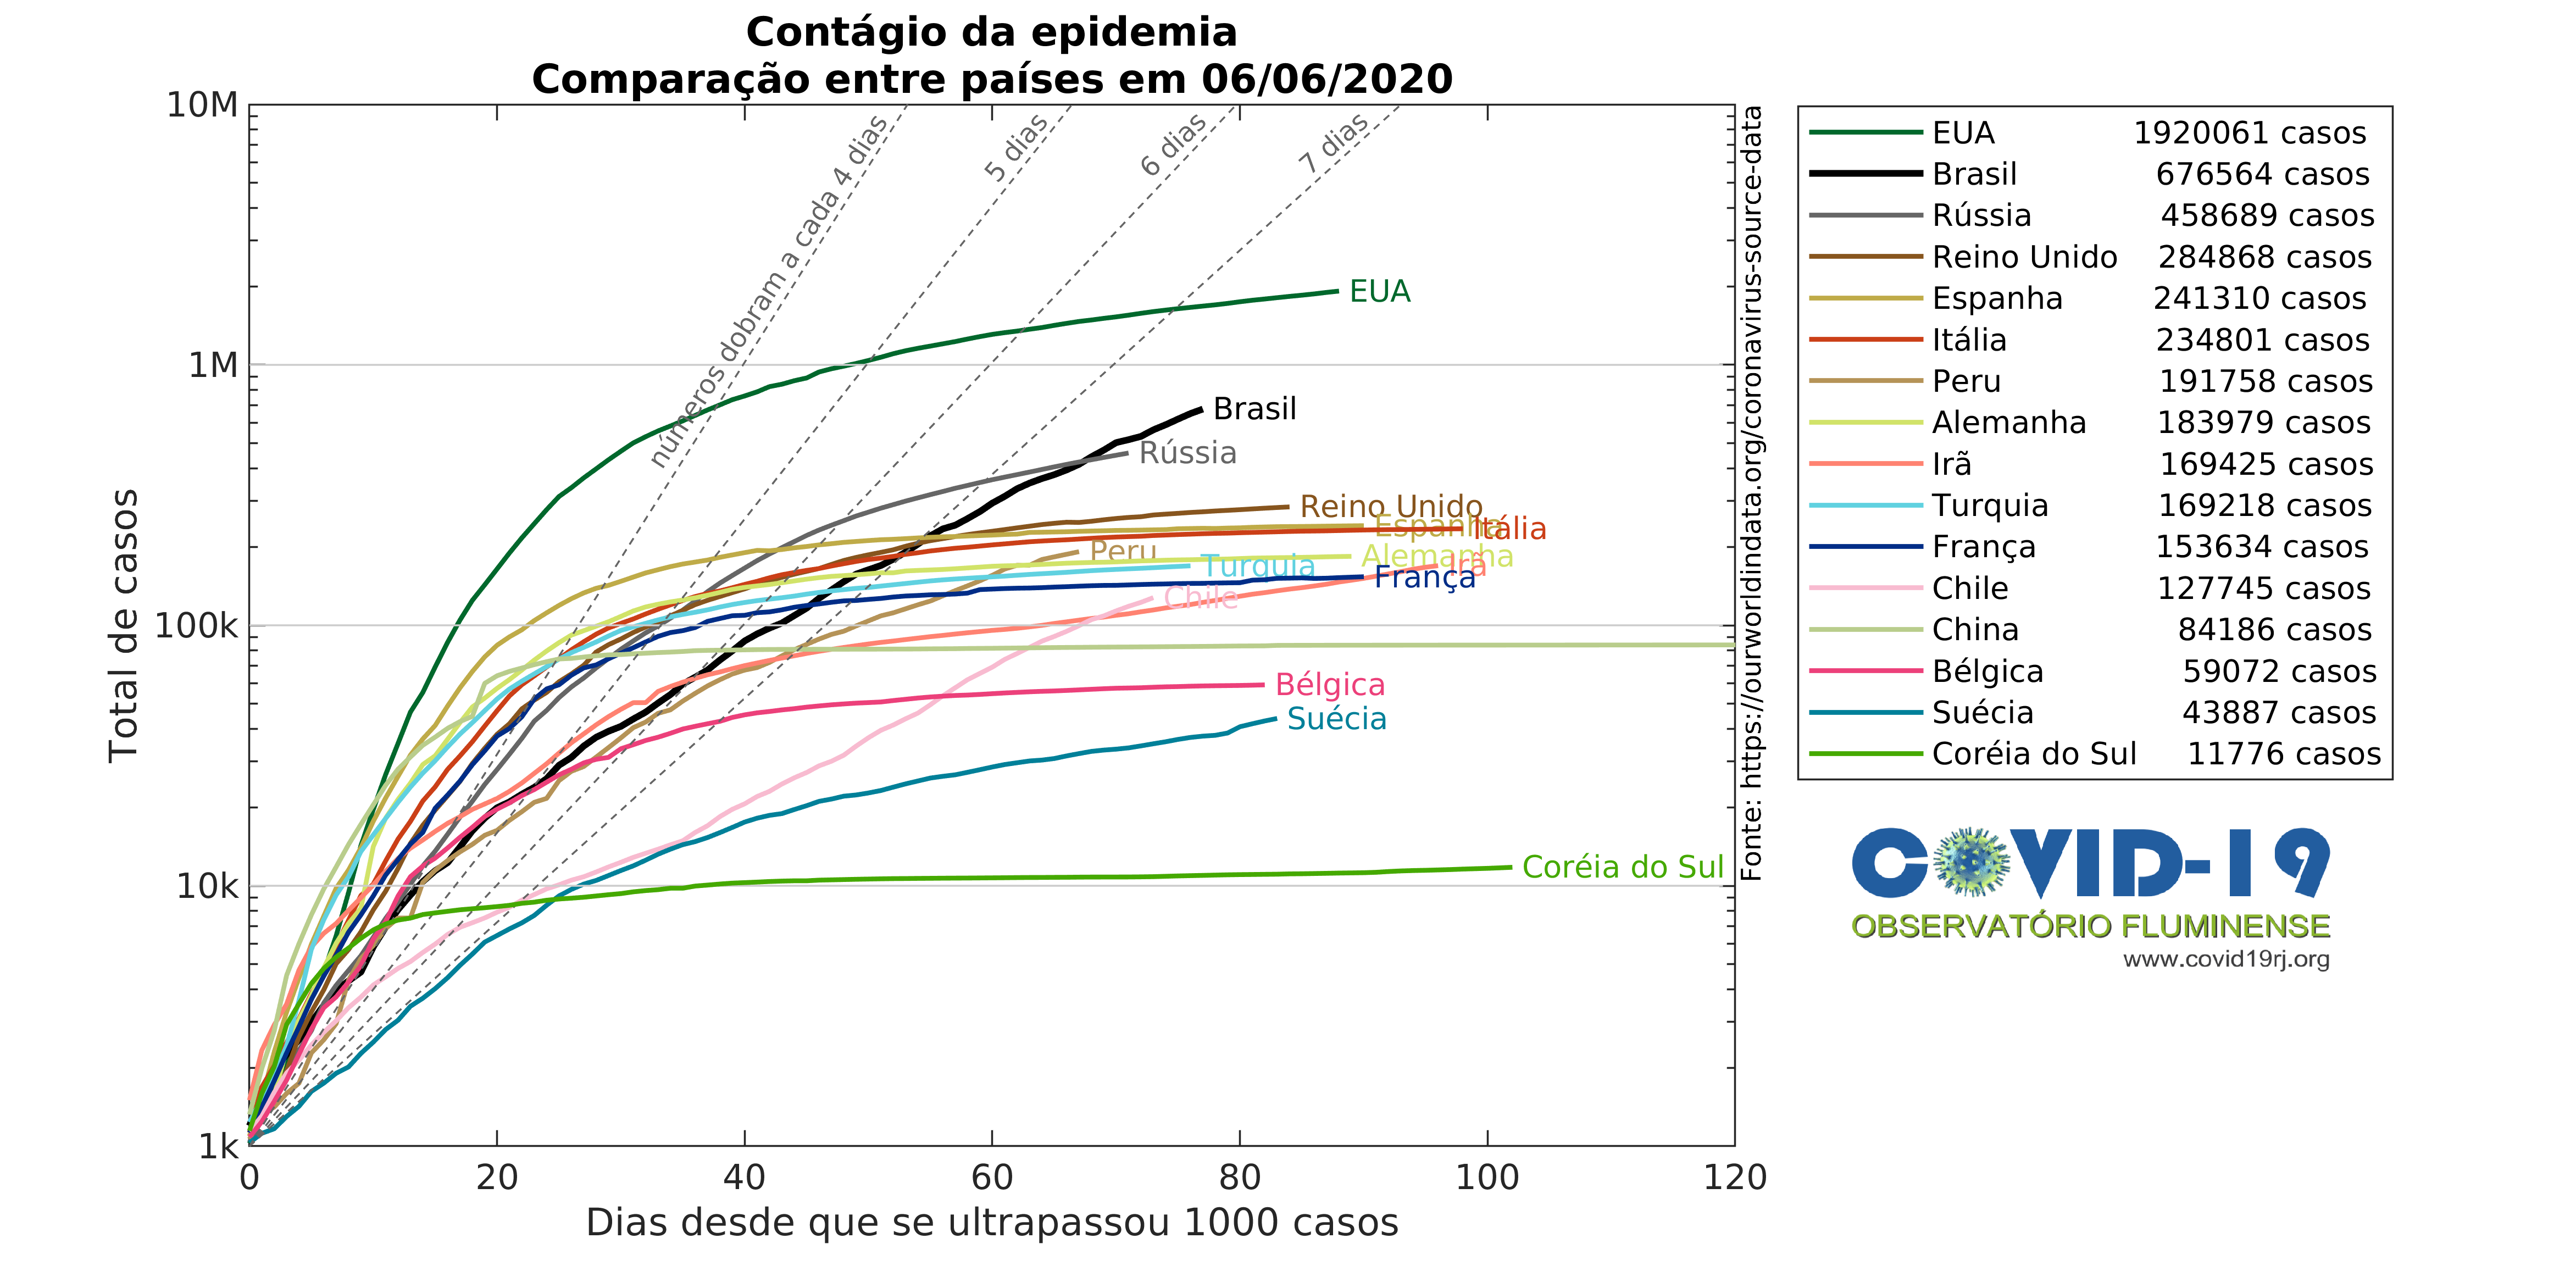 Contágio da epidemia
Comparação entre países em 06/06/2020
10M
1M
100k
10k
1k
Total de casos
0 20 40 60 80 100 120
Dias desde que se ultrapassou 1000 casos
números dobram a cada 4 dias
5 dias
6 dias
7 dias
EUA
Brasil
Rússia
Reino Unido
Espanha
Itália
Peru
Alemanha
Turquia
Irã
França
Chile
Bélgica
Suécia
Coréia do Sul
Fonte: https://ourworldindata.org/coronavirus-source-data
EUA 1920061 casos
Brasil 676564 casos
Rússia 458689 casos
Reino Unido 284868 casos
Espanha 241310 casos
Itália 234801 casos
Peru 191758 casos
Alemanha 183979 casos
Irã 169425 casos
Turquia 169218 casos
França 153634 casos
Chile 127745 casos
China 84186 casos
Bélgica 59072 casos
Suécia 43887 casos
Coréia do Sul 11776 casos
COVID-19
OBSERVATÓRIO FLUMINENSE
www.covid19rj.org